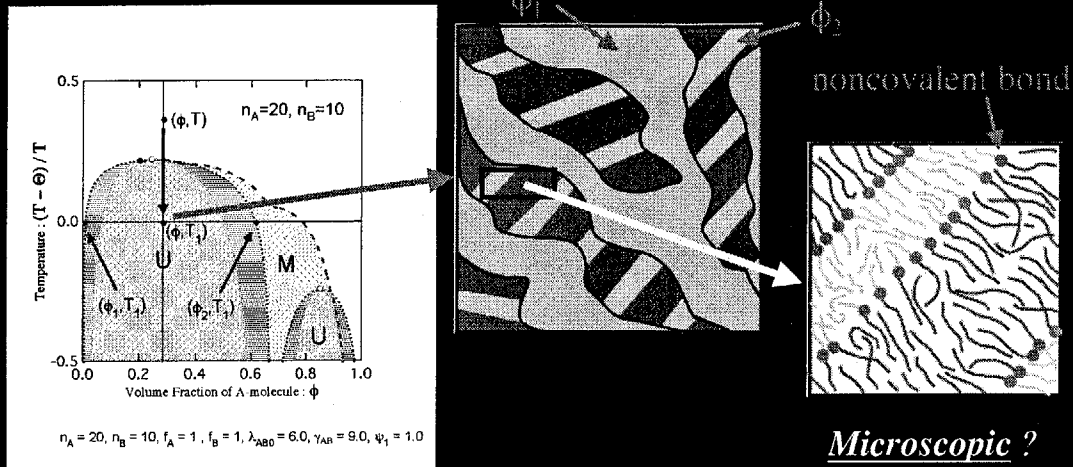 0.5
n_A=20, n_B=10
(ϕ,T)
C
0.0
(ϕ,T₁)
U
M
(ϕ₁,T₁)
(ϕ₂,T₁)
U
-0.5
0.0 0.2 0.4 0.6 0.8 1.0
Temperature : (T − Θ) / T
Volume Fraction of A-molecule : ϕ
n_A = 20, n_B = 10, f_A = 1 , f_B = 1, λ_AB0 = 6.0, γ_AB = 9.0, ψ₁ = 1.0
ϕ₁
ϕ₂
noncovalent bond
Microscopic ?